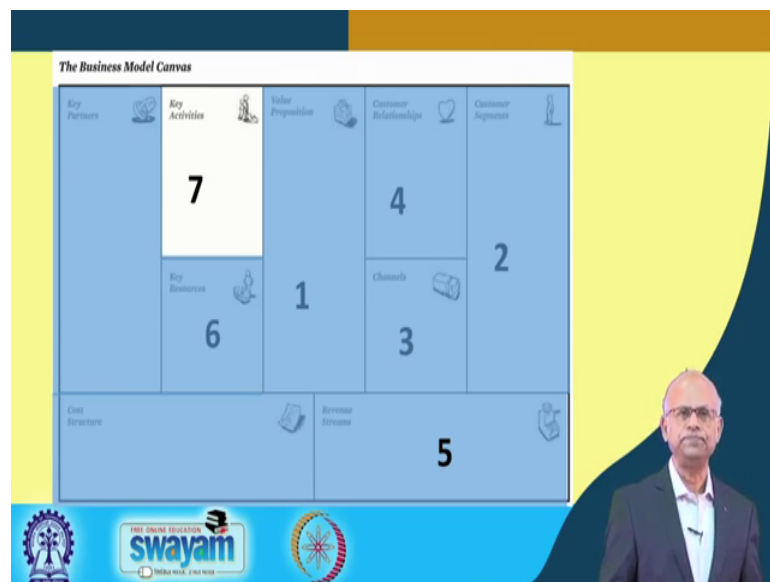 The Business Model Canvas
Key
Partners
Key
Activities
7
Value
Proposition
1
Customer
Relationships
4
Customer
Segments
2
Key
Resources
6
Channels
3
Cost
Structure
Revenue
Streams
5
FREE ONLINE EDUCATION
swayam